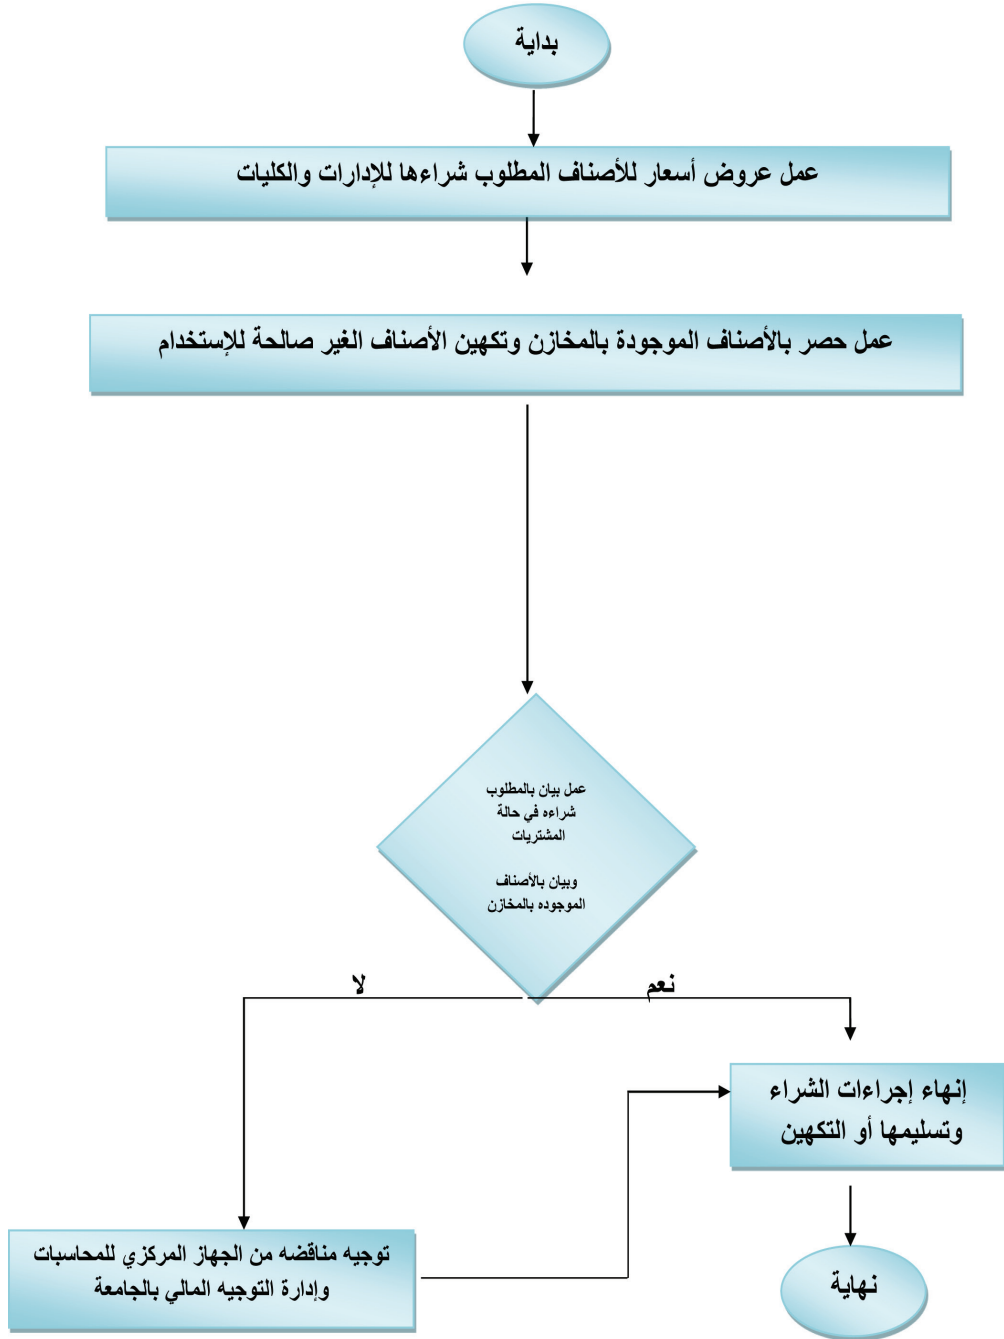 بداية
عمل عروض أسعار للأصناف المطلوب شراءها للإدارات والكليات
عمل حصر بالأصناف الموجودة بالمخازن وتكهين الأصناف الغير صالحة للإستخدام
عمل بيان بالمطلوب
شراءه في حالة
المشتريات
وبيان بالأصناف
الموجوده بالمخازن
نعم
لا
إنهاء إجراءات الشراء
وتسليمها أو التكهين
توجيه مناقضه من الجهاز المركزي للمحاسبات
وإدارة التوجيه المالي بالجامعة
نهاية